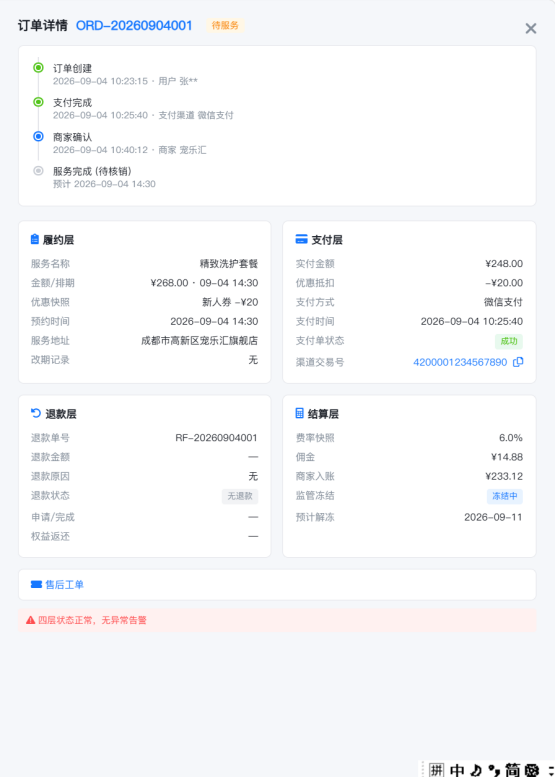 订单详情 ORD-20260904001 待服务
订单创建
2026-09-04 10:23:15 · 用户 张**
支付完成
2026-09-04 10:25:40 · 支付渠道 微信支付
商家确认
2026-09-04 10:40:12 · 商家 宠乐汇
服务完成 (待核销)
预计 2026-09-04 14:30
履约层
服务名称 精致洗护套餐
金额/排期 ¥268.00 · 09-04 14:30
优惠快照 新人券 -¥20
预约时间 2026-09-04 14:30
服务地址 成都市高新区宠乐汇旗舰店
改期记录 无
支付层
实付金额 ¥248.00
优惠抵扣 -¥20.00
支付方式 微信支付
支付时间 2026-09-04 10:25:40
支付单状态 成功
渠道交易号 4200001234567890
退款层
退款单号 RF-20260904001
退款金额 —
退款原因 无
退款状态 无退款
申请/完成 —
权益返还 —
结算层
费率快照 6.0%
佣金 ¥14.88
商家入账 ¥233.12
监管冻结 冻结中
预计解冻 2026-09-11
售后工单
四层状态正常，无异常告警
拼 中 简